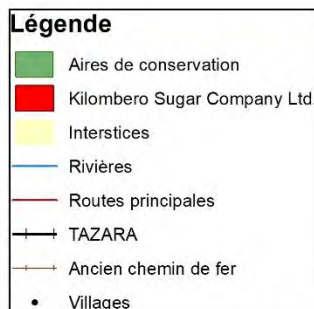 Légende
Aires de conservation
Kilombero Sugar Company Ltd.
Interstices
Rivières
Routes principales
TAZARA
Ancien chemin de fer
Villages